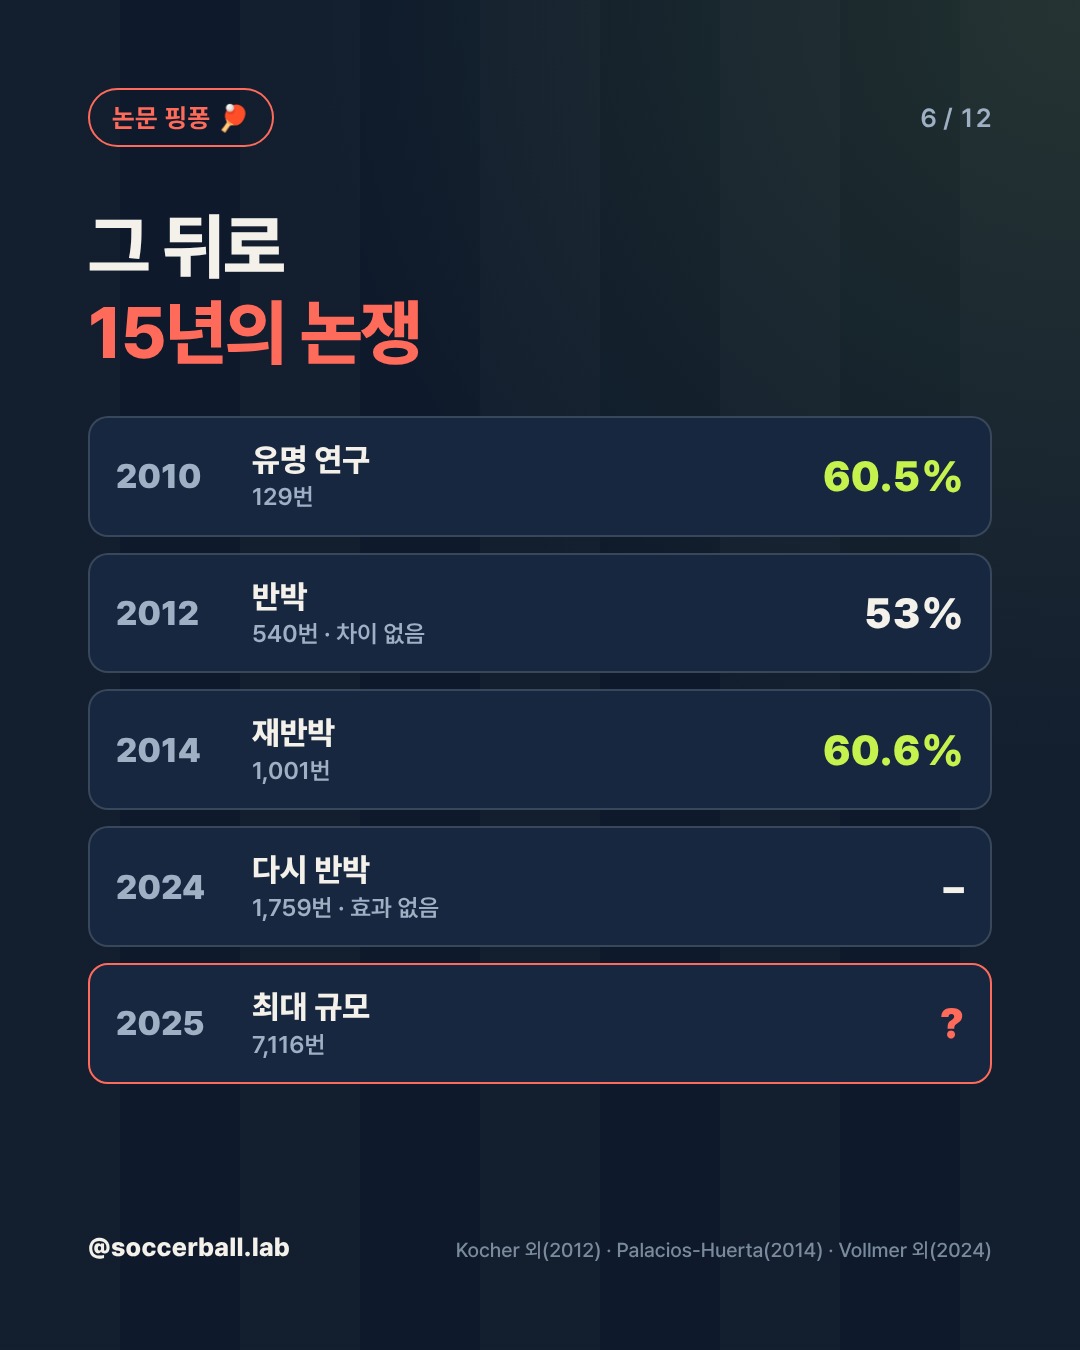 논문 핑퐁 🏓
6 / 12
그 뒤로
15년의 논쟁
2010
유명 연구
129번
60.5%
2012
반박
540번 · 차이 없음
53%
2014
재반박
1,001번
60.6%
2024
다시 반박
1,759번 · 효과 없음
–
2025
최대 규모
7,116번
?
@soccerball.lab
Kocher 외(2012) · Palacios-Huerta(2014) · Vollmer 외(2024)